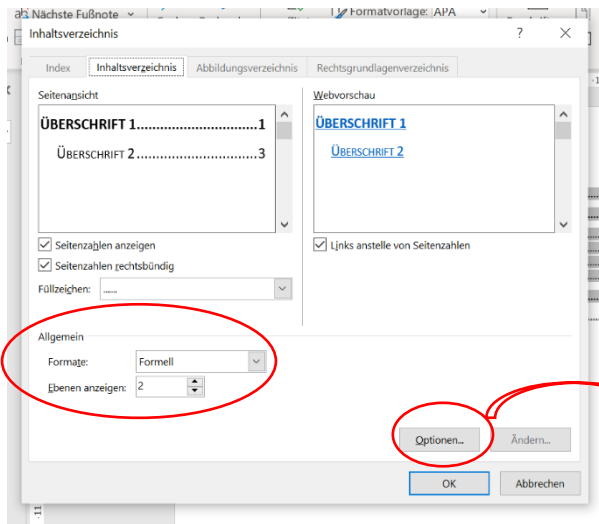 Nächste Fußnote
Formatvorlage: APA
Inhaltsverzeichnis ?
Index Inhaltsverzeichnis Abbildungsverzeichnis Rechtsgrundlagenverzeichnis
Seitenansicht Webvorschau
ÜBERSCHRIFT 1..............................1 ÜBERSCHRIFT 1
ÜBERSCHRIFT 2..............................3 ÜBERSCHRIFT 2
Seitenzahlen anzeigen Links anstelle von Seitenzahlen
Seitenzahlen rechtsbündig
Füllzeichen: ......
Allgemein
Formate: Formell
Ebenen anzeigen: 2
Optionen... Ändern...
OK Abbrechen
11